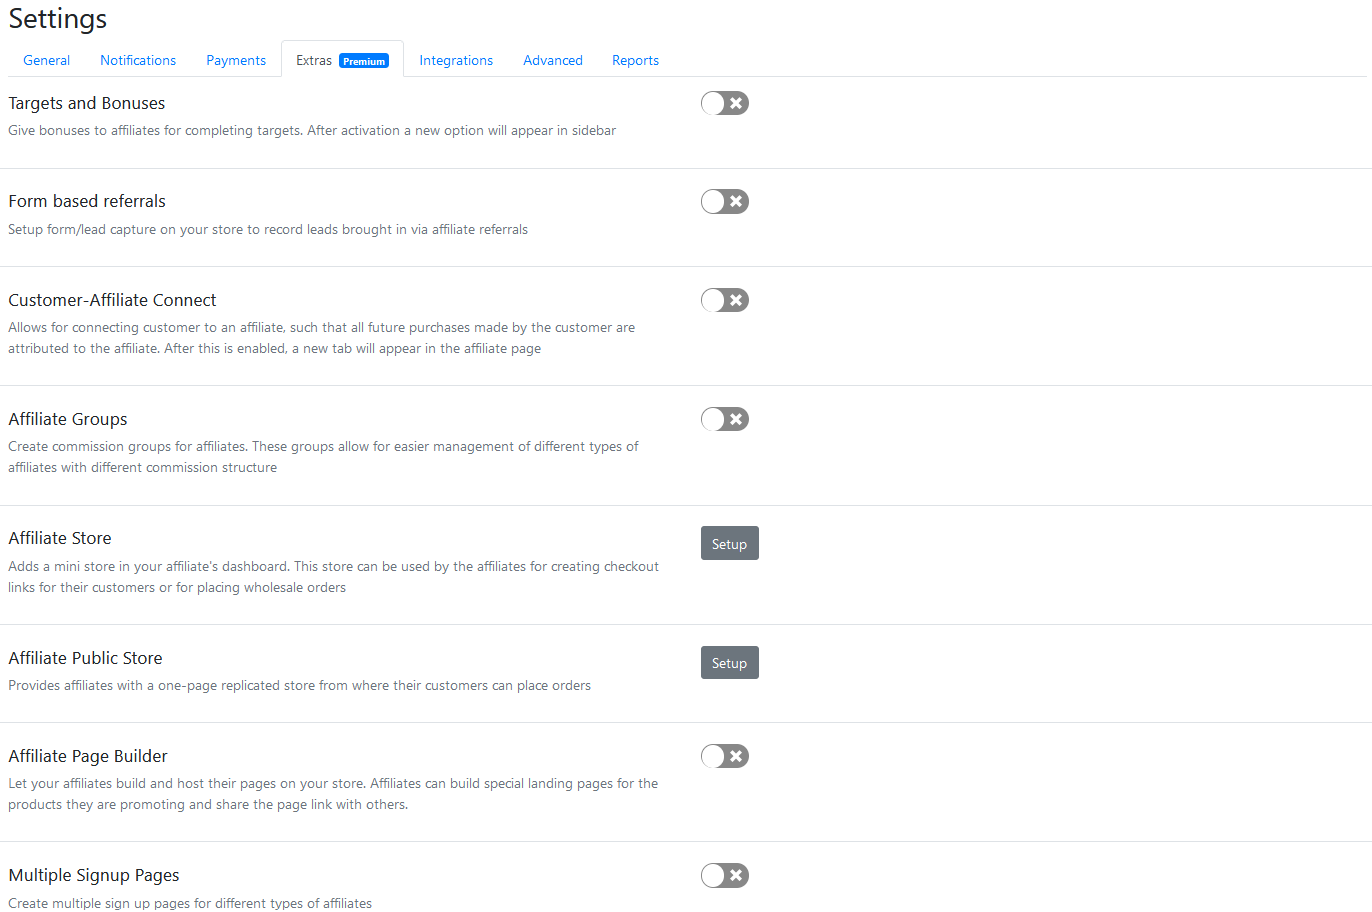 Settings
General Notifications Payments Extras Premium Integrations Advanced Reports
Targets and Bonuses
Give bonuses to affiliates for completing targets. After activation a new option will appear in sidebar
Form based referrals
Setup form/lead capture on your store to record leads brought in via affiliate referrals
Customer-Affiliate Connect
Allows for connecting customer to an affiliate, such that all future purchases made by the customer are
attributed to the affiliate. After this is enabled, a new tab will appear in the affiliate page
Affiliate Groups
Create commission groups for affiliates. These groups allow for easier management of different types of
affiliates with different commission structure
Affiliate Store
Setup
Adds a mini store in your affiliate's dashboard. This store can be used by the affiliates for creating checkout
links for their customers or for placing wholesale orders
Affiliate Public Store
Setup
Provides affiliates with a one-page replicated store from where their customers can place orders
Affiliate Page Builder
Let your affiliates build and host their pages on your store. Affiliates can build special landing pages for the
products they are promoting and share the page link with others.
Multiple Signup Pages
Create multiple sign up pages for different types of affiliates